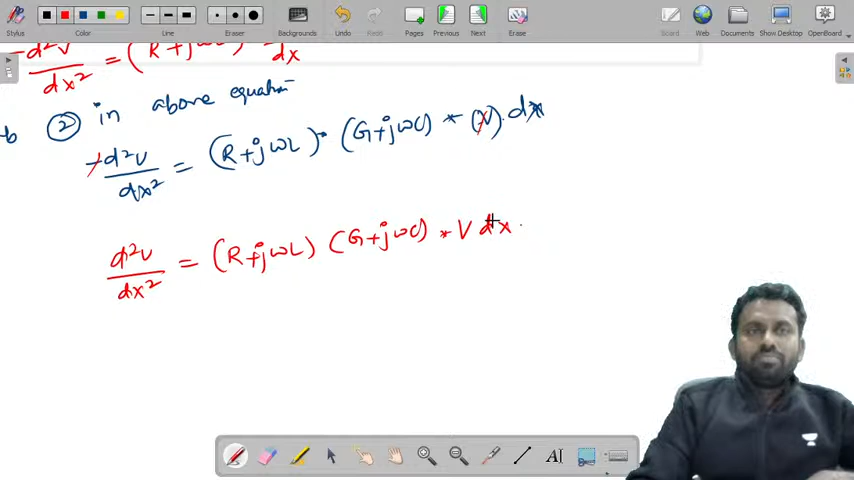 Stylus
Color
Line
Eraser
Backgrounds
Undo
Redo
Pages
Previous
Next
Erase
Board
Web
Documents
Show Desktop
OpenBoard
-d²V/dx² = (R+jωL) /dx
b ② in above equation
-d²V/dx² = (R+jωL) · (G+jωC) * (V) . dx
d²V/dx² = (R+jωL) (G+jωC) * V dx .